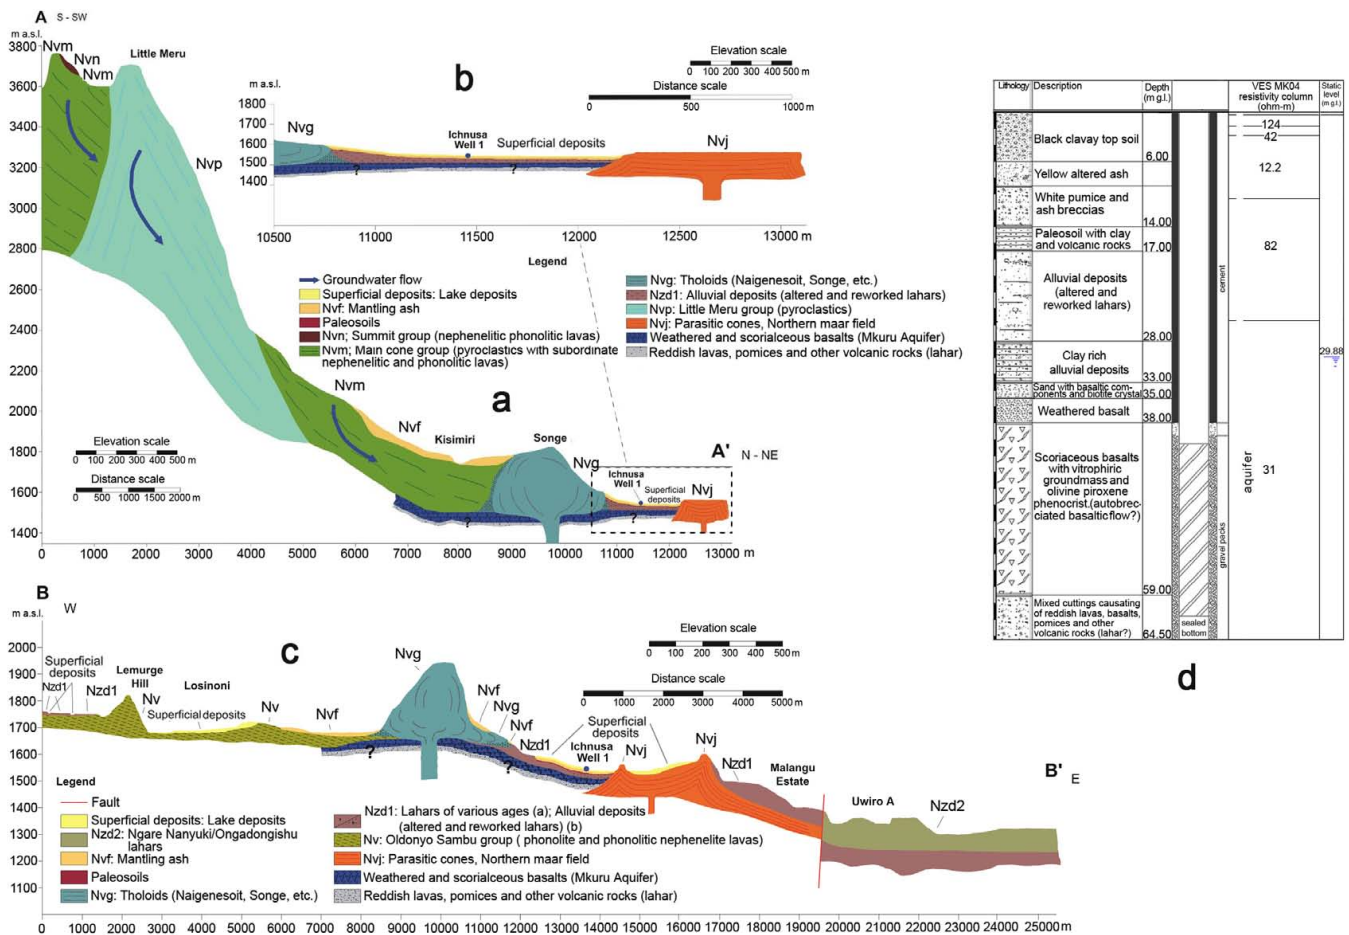 A
S - SW
m a.s.l.
3800
3600
3400
3200
3000
2800
2600
2400
2200
2000
1800
1600
1400
Nvm
Nvn
Nvm
Little Meru
Nvp
Nvm
Nvf
Kisimiri
Songe
Nvg
a
A'
N - NE
Ichnusa
Well 1
Superficial
deposits
Nvj
?
?
Elevation scale
0 100 200 300 400 500 m
Distance scale
0 500 1000 1500 2000 m
0 1000 2000 3000 4000 5000 6000 7000 8000 9000 10000 11000 12000 13000 m
b
Elevation scale
0 100 200 300 400 500 m
Distance scale
0 500 1000 m
m a.s.l.
1800
1700
1600
1500
1400
Nvg
Ichnusa
Well 1
Superficial deposits
Nvj
?
?
10500 11000 11500 12000 12500 13000 m
Legend
Groundwater flow
Superficial deposits: Lake deposits
Nvf: Mantling ash
Paleosoils
Nvn; Summit group (nephelinitic phonolitic lavas)
Nvm; Main cone group (pyroclastics with subordinate
nephelinitic and phonolitic lavas)
Nvg: Tholoids (Naigenesoit, Songe, etc.)
Nzd1: Alluvial deposits (altered and reworked lahars)
Nvp: Little Meru group (pyroclastics)
Nvj: Parasitic cones, Northern maar field
Weathered and scorialceous basalts (Mkuru Aquifer)
Reddish lavas, pomices and other volcanic rocks (lahar)
B
W
m a.s.l.
2000
1900
1800
1700
1600
1500
1400
1300
1200
1100
Superficial
deposits
Nzd1
Nzd1
Lemurge
Hill
Nv
Losinoni
Superficial deposits
Nv
Nvf
c
Nvg
Nvf
Nvg
Nvf
Nzd1
?
?
Ichnusa
Well 1
Superficial
deposits
Nvj
Nvj
Nzd1
Malangu
Estate
Uwiro A
Nzd2
B'
E
Elevation scale
0 100 200 300 400 500 m
Distance scale
0 1000 2000 3000 4000 5000 m
Legend
Fault
Superficial deposits: Lake deposits
Nzd2: Ngare Nanyuki/Ongadongishu
lahars
Nvf: Mantling ash
Paleosoils
Nvg: Tholoids (Naigenesoit, Songe, etc.)
Nzd1: Lahars of various ages (a); Alluvial deposits
(altered and reworked lahars) (b)
Nv: Oldonyo Sambu group ( phonolite and phonolitic nephelinite lavas)
Nvj: Parasitic cones, Northern maar field
Weathered and scorialceous basalts (Mkuru Aquifer)
Reddish lavas, pomices and other volcanic rocks (lahar)
0 1000 2000 3000 4000 5000 6000 7000 8000 9000 10000 11000 12000 13000 14000 15000 16000 17000 18000 19000 20000 21000 22000 23000 24000 25000 m
Lithology Description Depth
(m g.l.)
VES MK04
resistivity column
(ohm-m)
Static
level
(m g.l.)
Black clavay top soil
6.00
Yellow altered ash
White pumice and
ash breccias
14.00
Paleosoil with clay
and volcanic rocks
17.00
Alluvial deposits
(altered and
reworked lahars)
28.00
Clay rich
alluvial deposits
33.00
Sand with basaltic com-
ponents and biotite crystal
35.00
Weathered basalt
38.00
Scoriaceous basalts
with vitrophiric
groundmass and
olivine piroxene
phenocrist.(autobrec-
ciated basalticflow?)
59.00
Mixed cuttings causating
of reddish lavas, basalts,
pomices and other
volcanic rocks (lahar?)
64.50
sealed
bottom
cement
gravel packs
aquifer
124
42
12.2
82
31
29.88
d